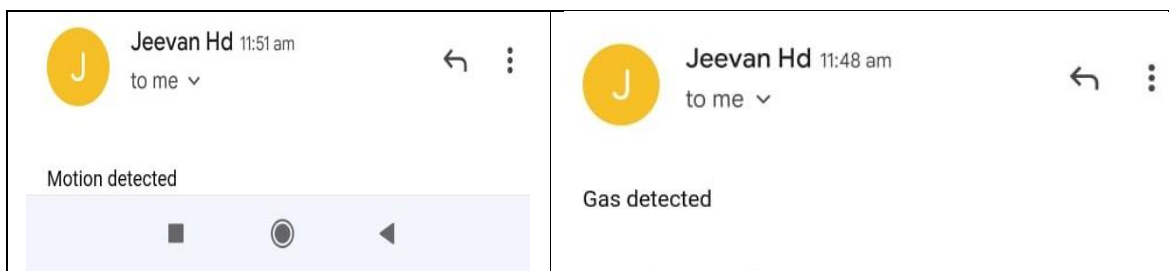 J
Jeevan Hd 11:51 am
to me
Motion detected
J
Jeevan Hd 11:48 am
to me
Gas detected